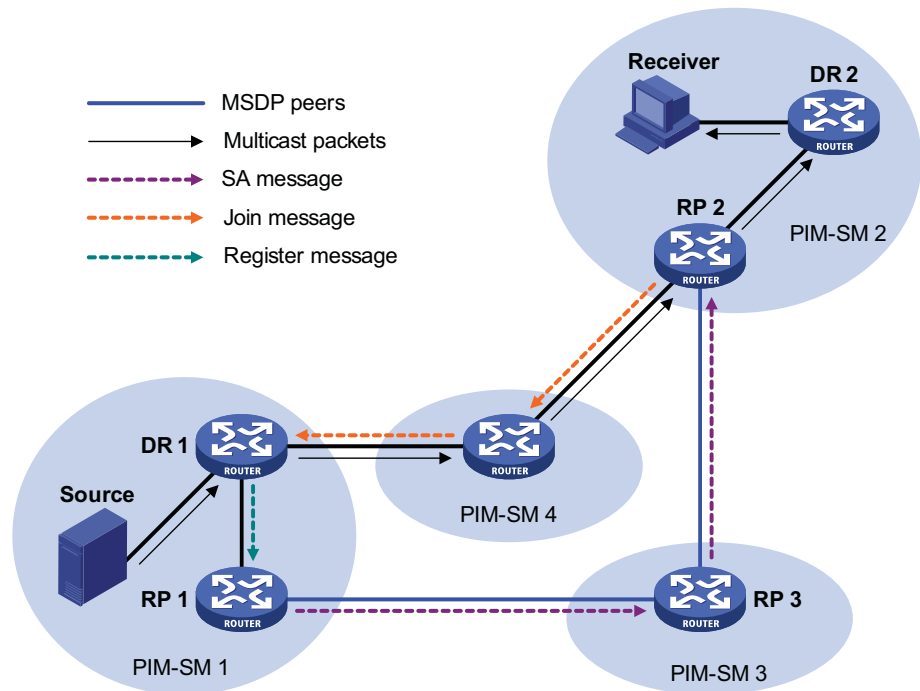 MSDP peers
Multicast packets
SA message
Join message
Register message
Receiver
DR 2
ROUTER
RP 2
ROUTER
PIM-SM 2
DR 1
ROUTER
ROUTER
PIM-SM 4
Source
RP 1
ROUTER
PIM-SM 1
RP 3
ROUTER
PIM-SM 3